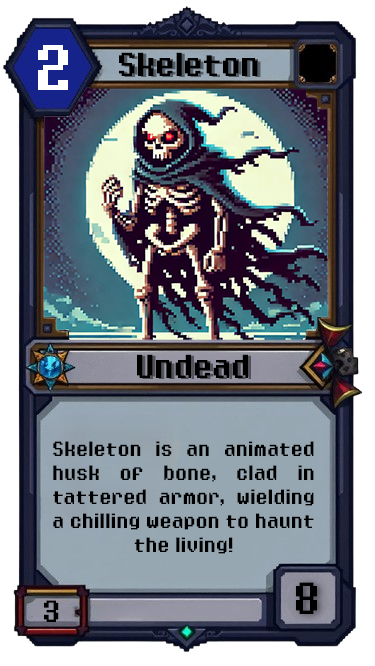 2
Skeleton
Undead
Skeleton is an animated
husk of bone, clad in
tattered armor, wielding
a chilling weapon to haunt
the living!
3
8